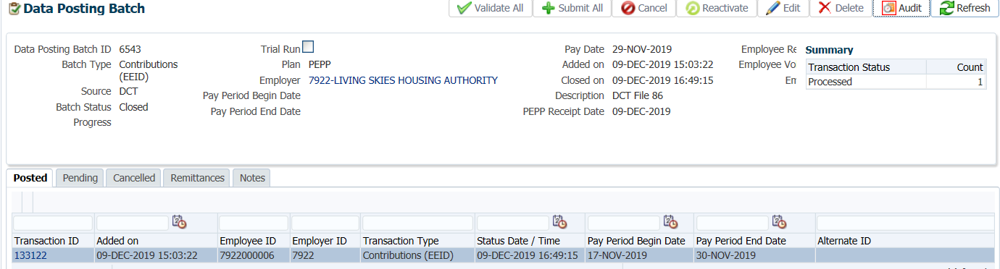 Data Posting Batch
Validate All Submit All Cancel Reactivate Edit Delete Audit Refresh
Data Posting Batch ID 6543
Batch Type Contributions (EEID)
Source DCT
Batch Status Closed
Progress
Trial Run
Plan PEPP
Employer 7922-LIVING SKIES HOUSING AUTHORITY
Pay Period Begin Date
Pay Period End Date
Pay Date 29-NOV-2019
Added on 09-DEC-2019 15:03:22
Closed on 09-DEC-2019 16:49:15
Description DCT File 86
PEPP Receipt Date 09-DEC-2019
Employee Re
Employee Vo
Em
Summary
Transaction Status Count
Processed 1
Posted Pending Cancelled Remittances Notes
Transaction ID Added on Employee ID Employer ID Transaction Type Status Date / Time Pay Period Begin Date Pay Period End Date Alternate ID
133122 09-DEC-2019 15:03:22 7922000006 7922 Contributions (EEID) 09-DEC-2019 16:49:15 17-NOV-2019 30-NOV-2019